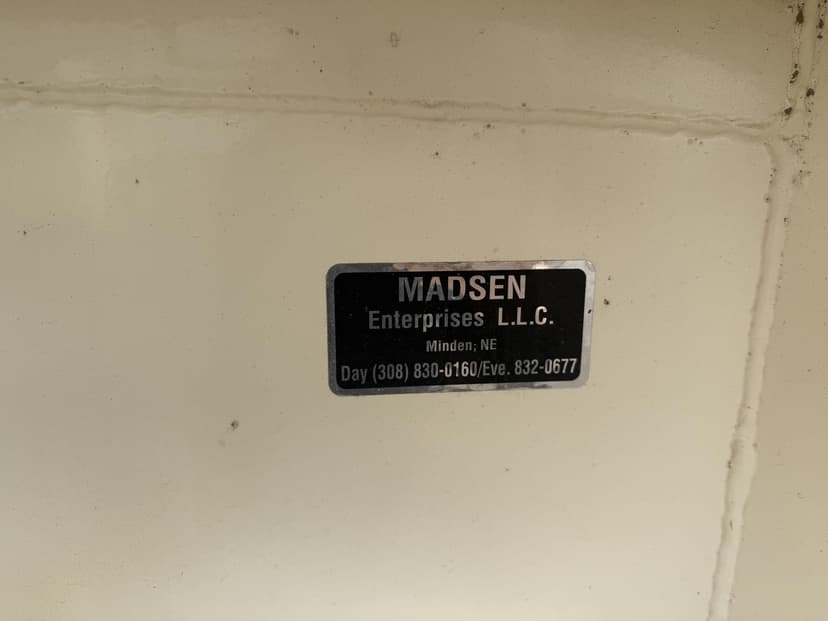 MADSEN
Enterprises L.L.C.
Minden, NE
Day (308) 830-0160/Eve. 832-0677